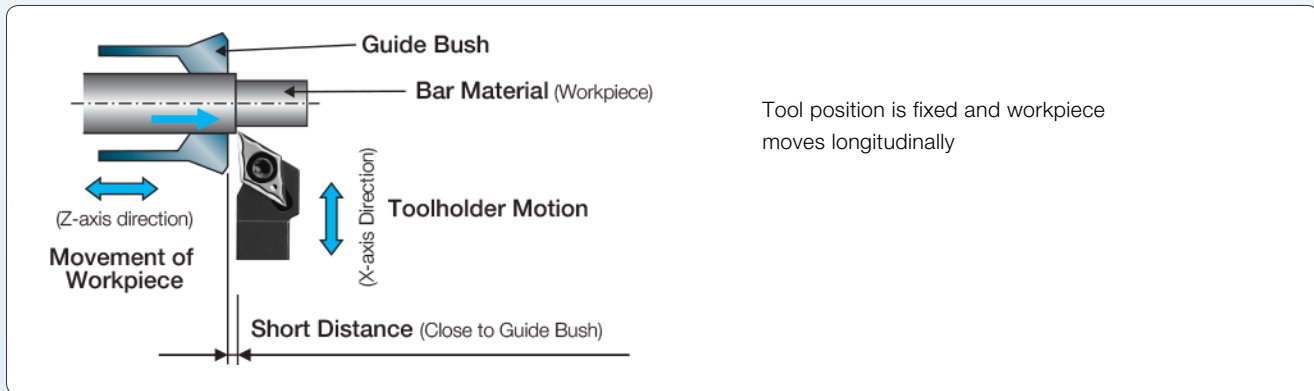 Guide Bush
Bar Material (Workpiece)
Tool position is fixed and workpiece
moves longitudinally
(Z-axis direction)
Movement of
Workpiece
(X-axis Direction)
Toolholder Motion
Short Distance (Close to Guide Bush)